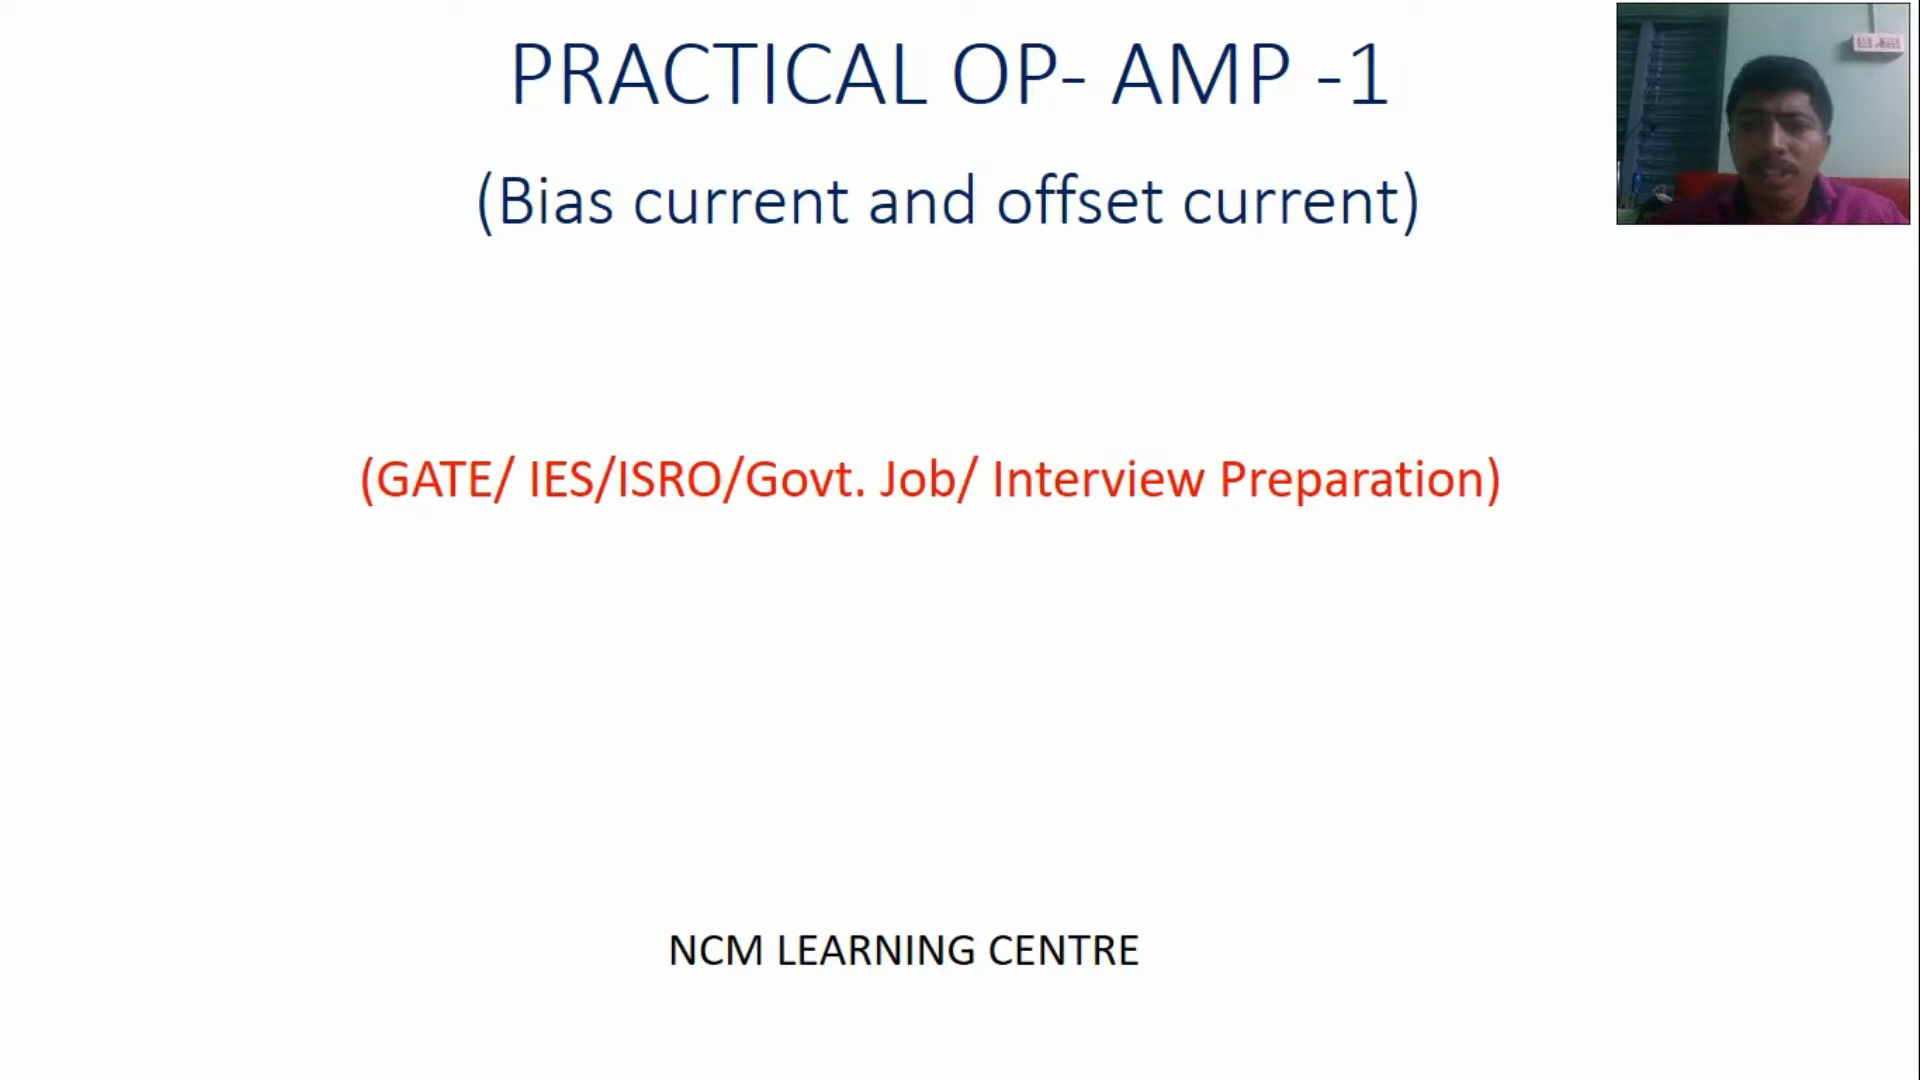 PRACTICAL OP- AMP -1
(Bias current and offset current)
(GATE/ IES/ISRO/Govt. Job/ Interview Preparation)
NCM LEARNING CENTRE